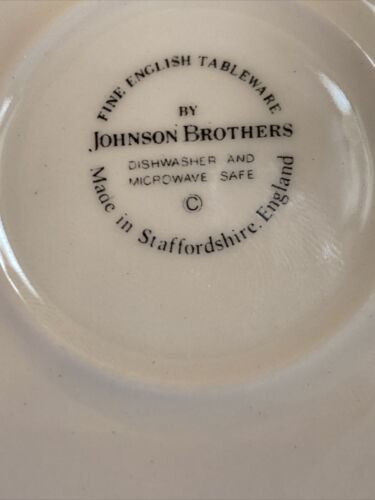 FINE ENGLISH TABLEWARE
BY
JOHNSON BROTHERS
DISHWASHER AND
MICROWAVE SAFE
©
Made in Staffordshire, England